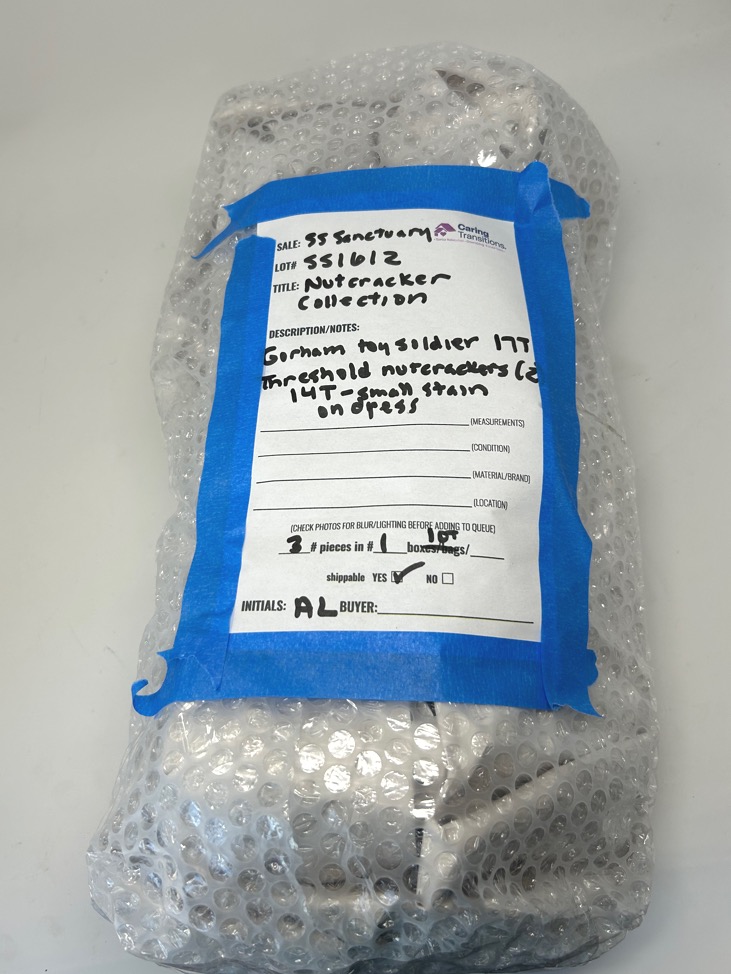 SALE: SS Sanctuary
Caring Transitions.
LOT# SS1612
TITLE: Nutcracker
Collection
DESCRIPTION/NOTES:
Gorham toy soldier 17T
Threshold nutcrackers (2
14T-small stain
on dress
(MEASUREMENTS)
(CONDITION)
(MATERIAL/BRAND)
(LOCATION)
(CHECK PHOTOS FOR BLUR/LIGHTING BEFORE ADDING TO QUEUE)
3 # pieces in # 1 boxes/bags/ lot
shippable YES NO
INITIALS: AL BUYER: